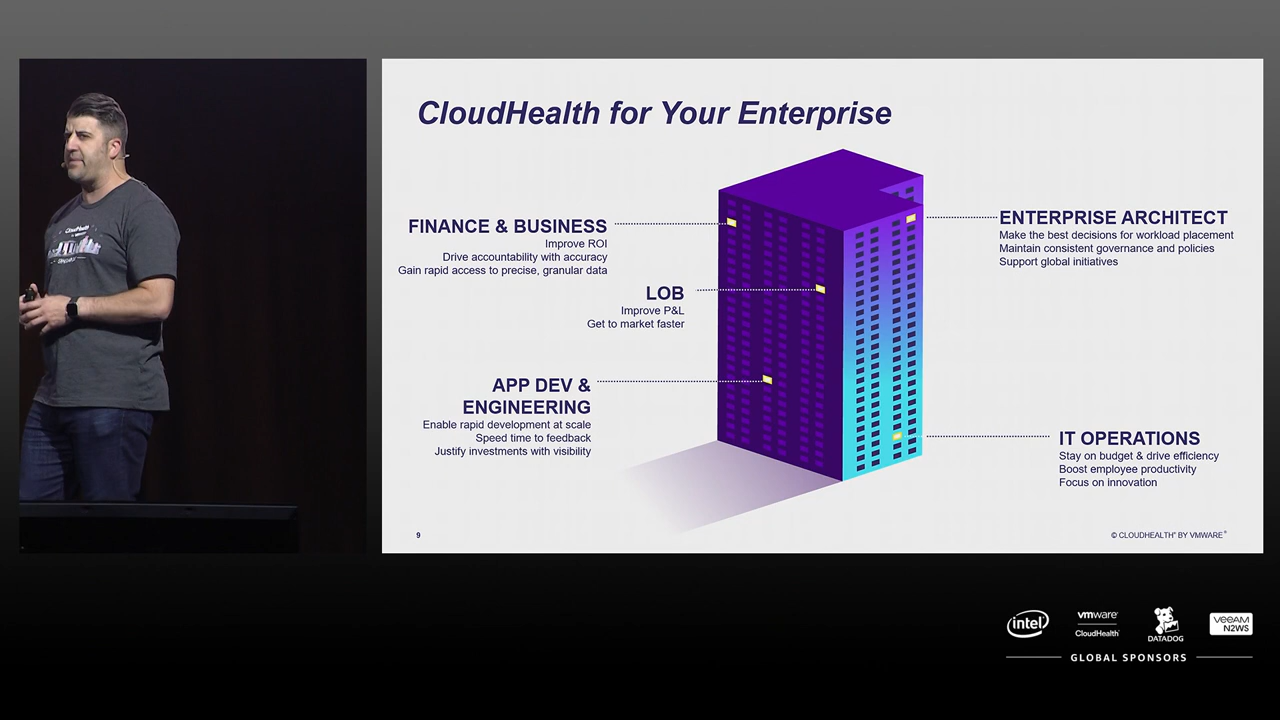 CloudHealth for Your Enterprise
FINANCE & BUSINESS
Improve ROI
Drive accountability with accuracy
Gain rapid access to precise, granular data
LOB
Improve P&L
Get to market faster
APP DEV &
ENGINEERING
Enable rapid development at scale
Speed time to feedback
Justify investments with visibility
ENTERPRISE ARCHITECT
Make the best decisions for workload placement
Maintain consistent governance and policies
Support global initiatives
IT OPERATIONS
Stay on budget & drive efficiency
Boost employee productivity
Focus on innovation
9
© CLOUDHEALTH® BY VMWARE®
CloudHealth
intel
vmware
CloudHealth
DATADOG
VEEAM
N2WS
GLOBAL SPONSORS